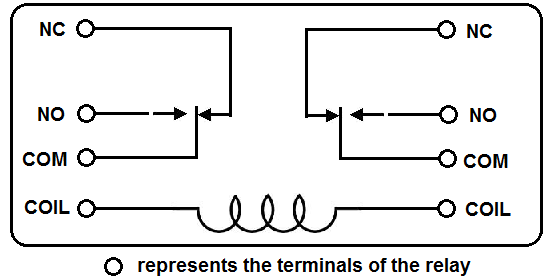 NC
NC
NO
NO
COM
COM
COIL
COIL
represents the terminals of the relay